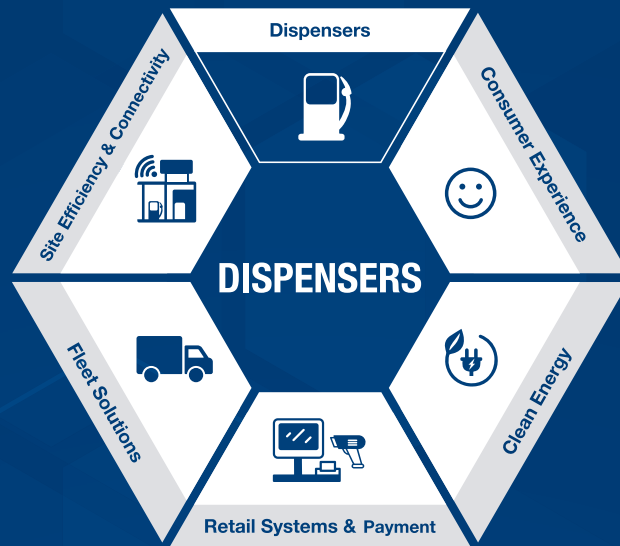 Dispensers
Site Efficiency & Connectivity
Consumer Experience
DISPENSERS
Fleet Solutions
Clean Energy
Retail Systems & Payment